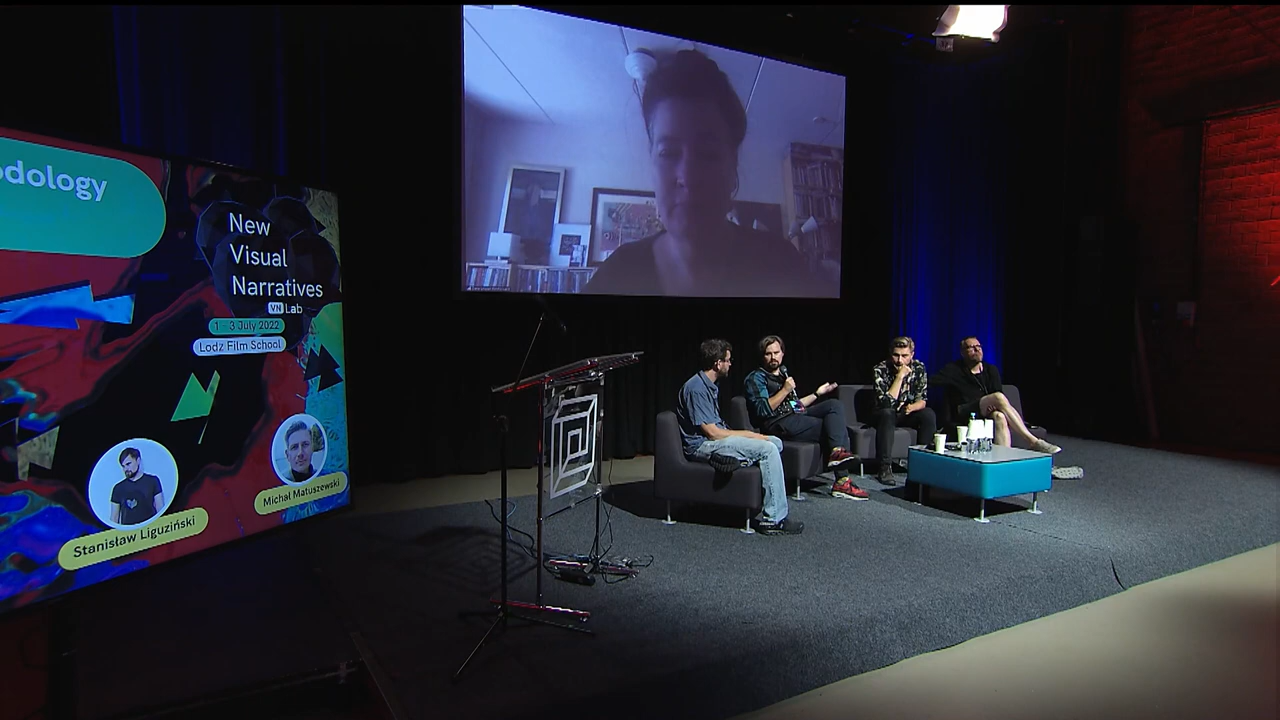 odology
New
Visual
Narratives
VN Lab
1 - 3 July 2022
Lodz Film School
Stanisław Liguziński
Michał Matuszewski